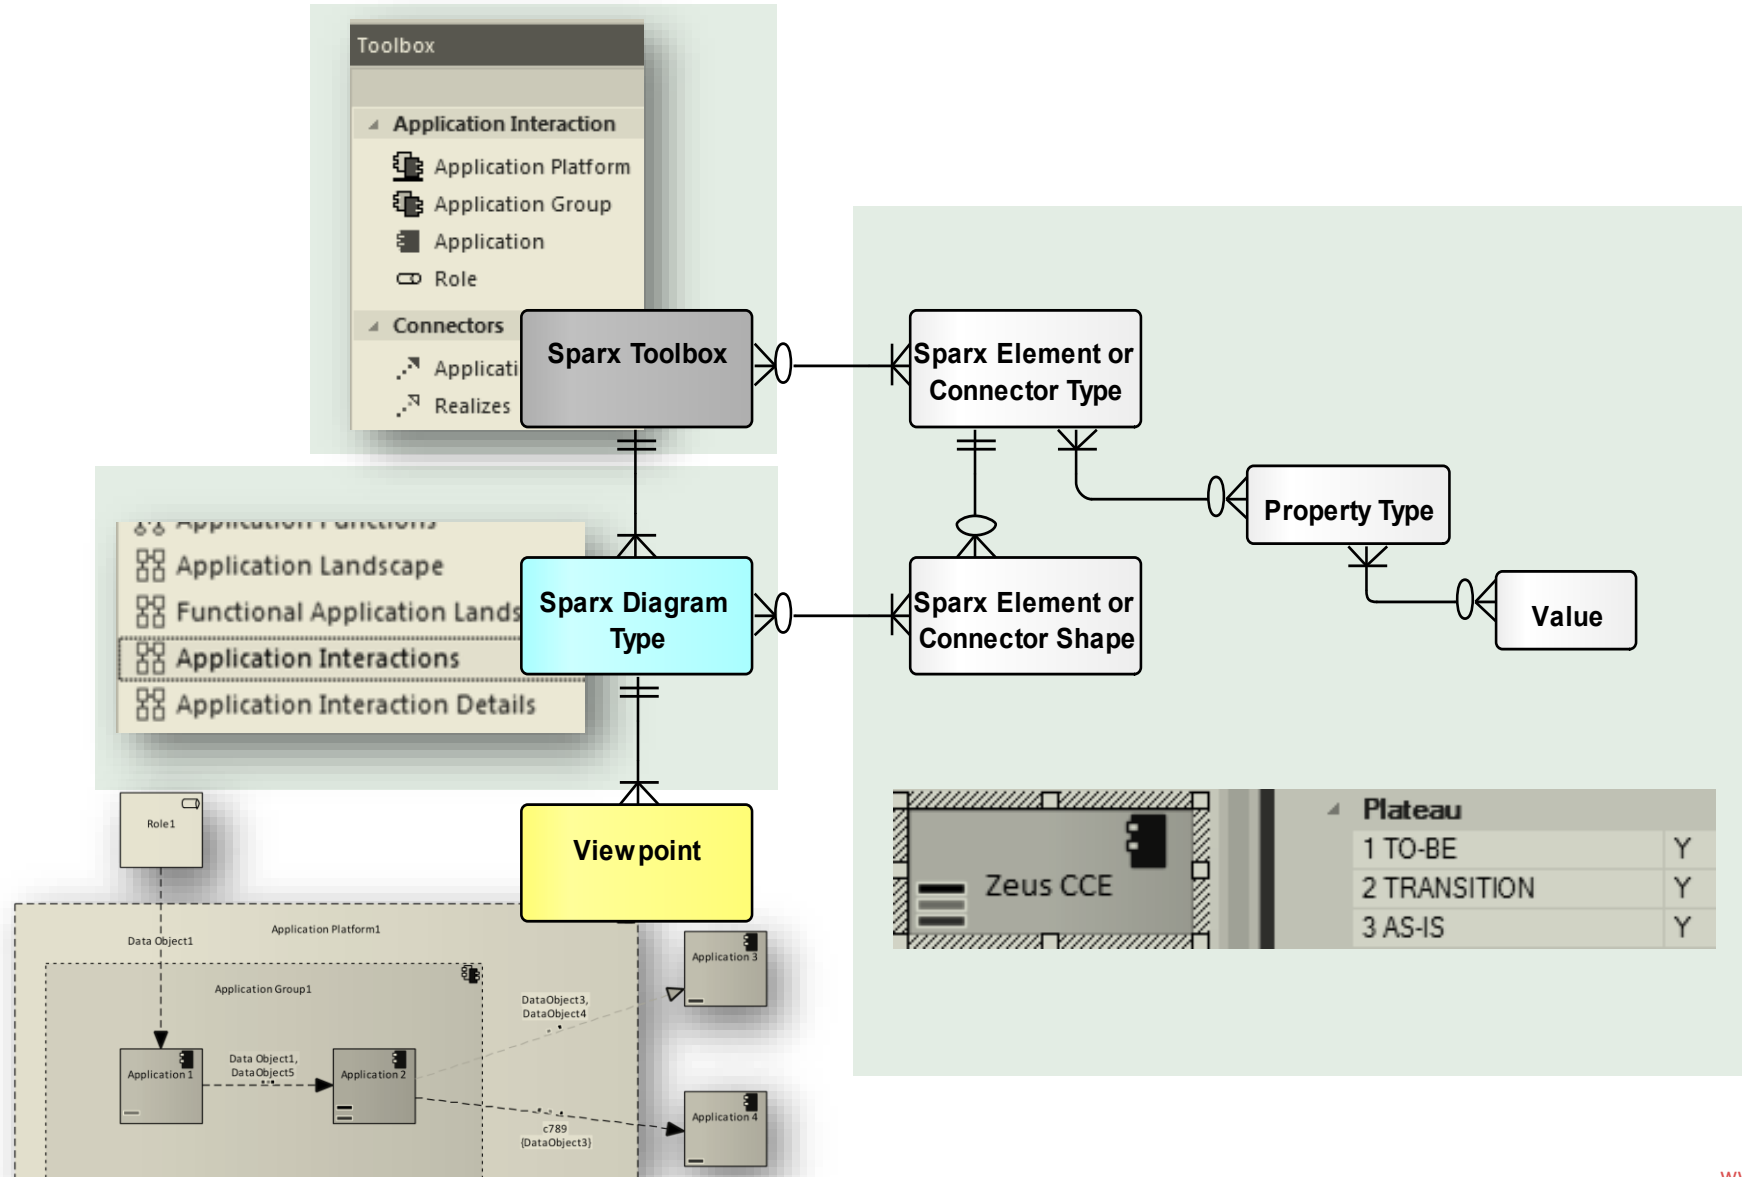 Toolbox
Application Interaction
Application Platform
Application Group
Application
Role
Connectors
Applicati
Realizes
Sparx Toolbox
Sparx Element or
Connector Type
Property Type
Value
Application Functions
Application Landscape
Functional Application Lands
Application Interactions
Application Interaction Details
Sparx Diagram
Type
Sparx Element or
Connector Shape
Viewpoint
Role1
Data Object1
Application Platform1
Application Group1
Application 1
Data Object1,
DataObject5
Application 2
DataObject3,
DataObject4
Application 3
c789
{DataObject3}
Application 4
Zeus CCE
Plateau
1 TO-BE Y
2 TRANSITION Y
3 AS-IS Y